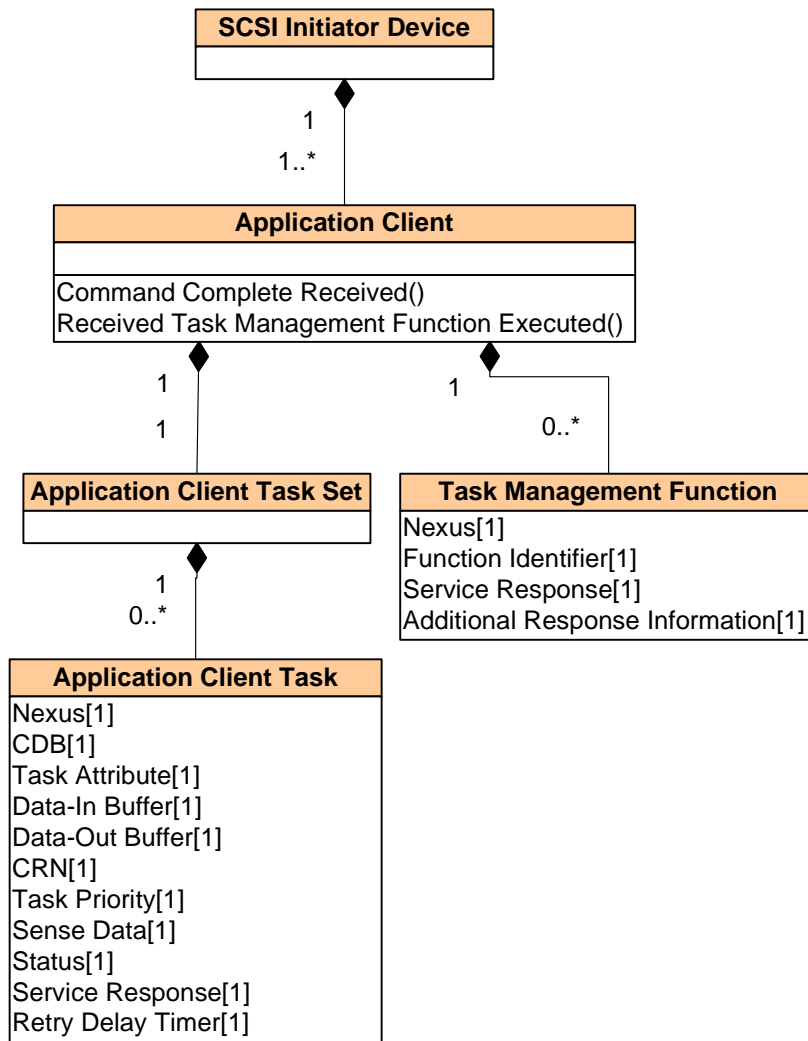 SCSI Initiator Device
1
1..*
Application Client
Command Complete Received()
Received Task Management Function Executed()
1
1
1
0..*
Application Client Task Set
Task Management Function
Nexus[1]
Function Identifier[1]
Service Response[1]
Additional Response Information[1]
1
0..*
Application Client Task
Nexus[1]
CDB[1]
Task Attribute[1]
Data-In Buffer[1]
Data-Out Buffer[1]
CRN[1]
Task Priority[1]
Sense Data[1]
Status[1]
Service Response[1]
Retry Delay Timer[1]